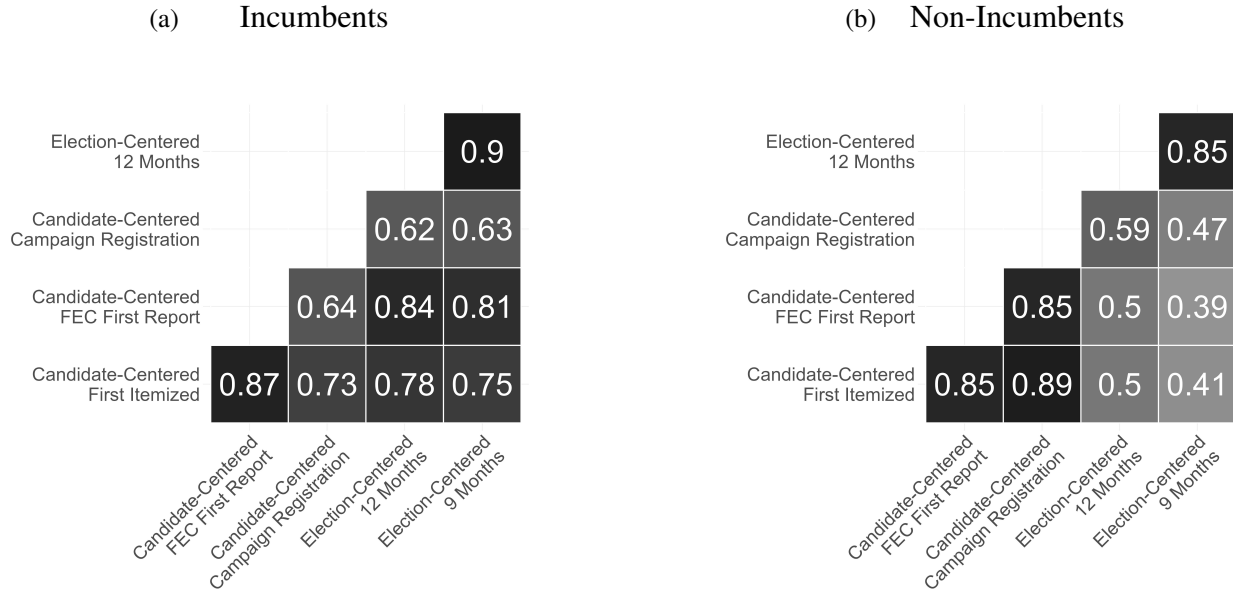 (a) Incumbents
Election-Centered
12 Months
0.9
Candidate-Centered
Campaign Registration
0.62 0.63
Candidate-Centered
FEC First Report
0.64 0.84 0.81
Candidate-Centered
First Itemized
0.87 0.73 0.78 0.75
Candidate-Centered
FEC First Report
Candidate-Centered
Campaign Registration
Election-Centered
12 Months
Election-Centered
9 Months
(b) Non-Incumbents
Election-Centered
12 Months
0.85
Candidate-Centered
Campaign Registration
0.59 0.47
Candidate-Centered
FEC First Report
0.85 0.5 0.39
Candidate-Centered
First Itemized
0.85 0.89 0.5 0.41
Candidate-Centered
FEC First Report
Candidate-Centered
Campaign Registration
Election-Centered
12 Months
Election-Centered
9 Months